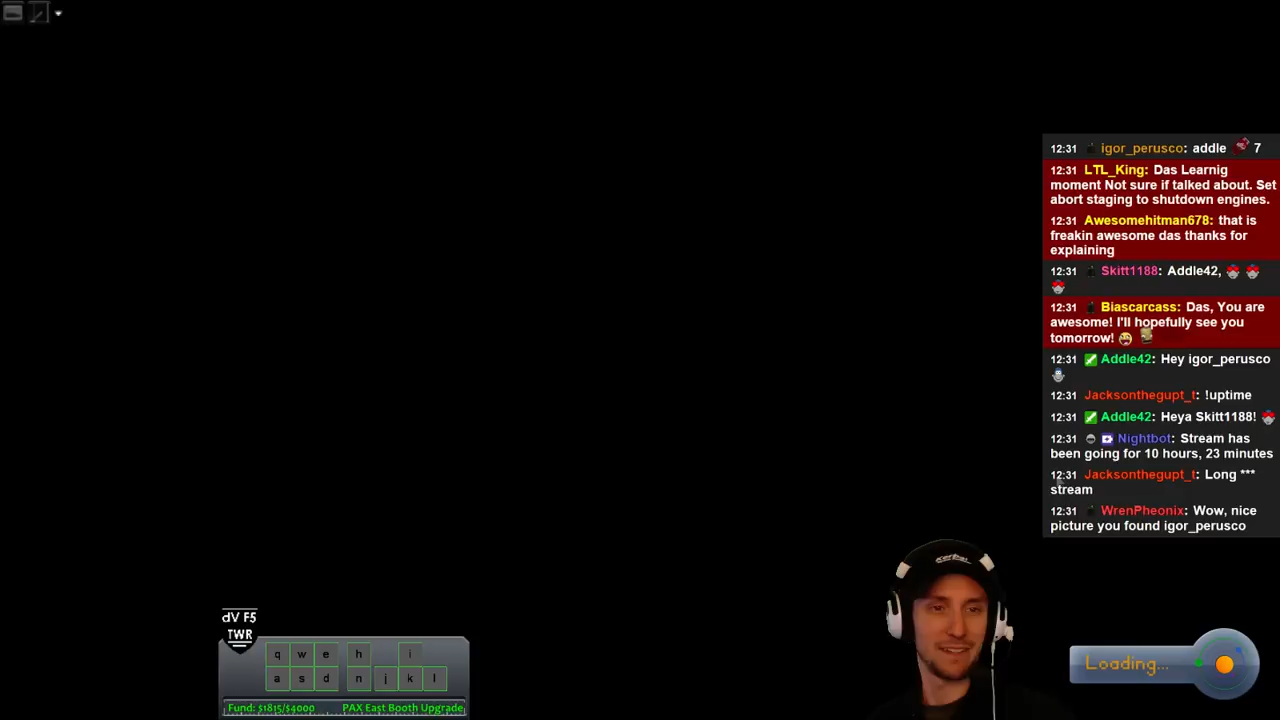 12:31 igor_perusco: addle 7
12:31 LTL_King: Das Learnig
moment Not sure if talked about. Set
abort staging to shutdown engines.
12:31 Awesomehitman678: that is
freakin awesome das thanks for
explaining
12:31 Skitt1188: Addle42,
12:31 Biascarcass: Das, You are
awesome! I'll hopefully see you
tomorrow!
12:31 Addle42: Hey igor_perusco
12:31 Jacksonthegupt_t: !uptime
12:31 Addle42: Heya Skitt1188!
12:31 Nightbot: Stream has
been going for 10 hours, 23 minutes
12:31 Jacksonthegupt_t: Long ***
stream
12:31 WrenPheonix: Wow, nice
picture you found igor_perusco
dV F5
TWR
q w e h i
a s d n j k l
Fund: $1815/$4000 PAX East Booth Upgrade
Loading...